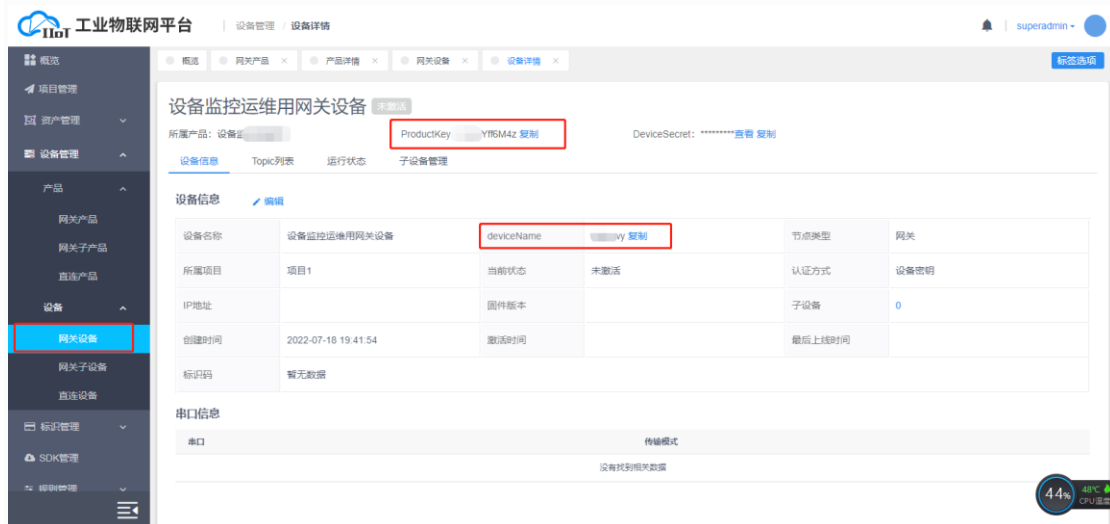 IIoT 工业物联网平台
设备管理 / 设备详情
superadmin
概览
项目管理
资产管理
设备管理
产品
网关产品
网关子产品
直连产品
设备
网关设备
网关子设备
直连设备
标识管理
SDK管理
规则管理
概览
网关产品 ×
产品详情 ×
网关设备 ×
设备详情 ×
标签选项
设备监控运维用网关设备 未激活
所属产品：设备监
ProductKey Yff6M4z 复制
DeviceSecret： *********查看 复制
设备信息 Topic列表 运行状态 子设备管理
设备信息 编辑
设备名称 设备监控运维用网关设备 deviceName vy 复制 节点类型 网关
所属项目 项目1 当前状态 未激活 认证方式 设备密钥
IP地址 固件版本 子设备 0
创建时间 2022-07-18 19:41:54 激活时间 最后上线时间
标识码 暂无数据
串口信息
串口 传输模式
没有找到相关数据
44%
48℃
CPU温度